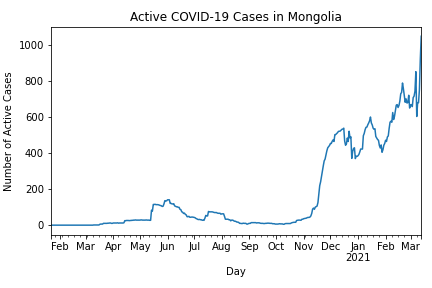 Active COVID-19 Cases in Mongolia
Number of Active Cases
1000
800
600
400
200
0
Feb Mar Apr May Jun Jul Aug Sep Oct Nov Dec Jan Feb Mar
2021
Day